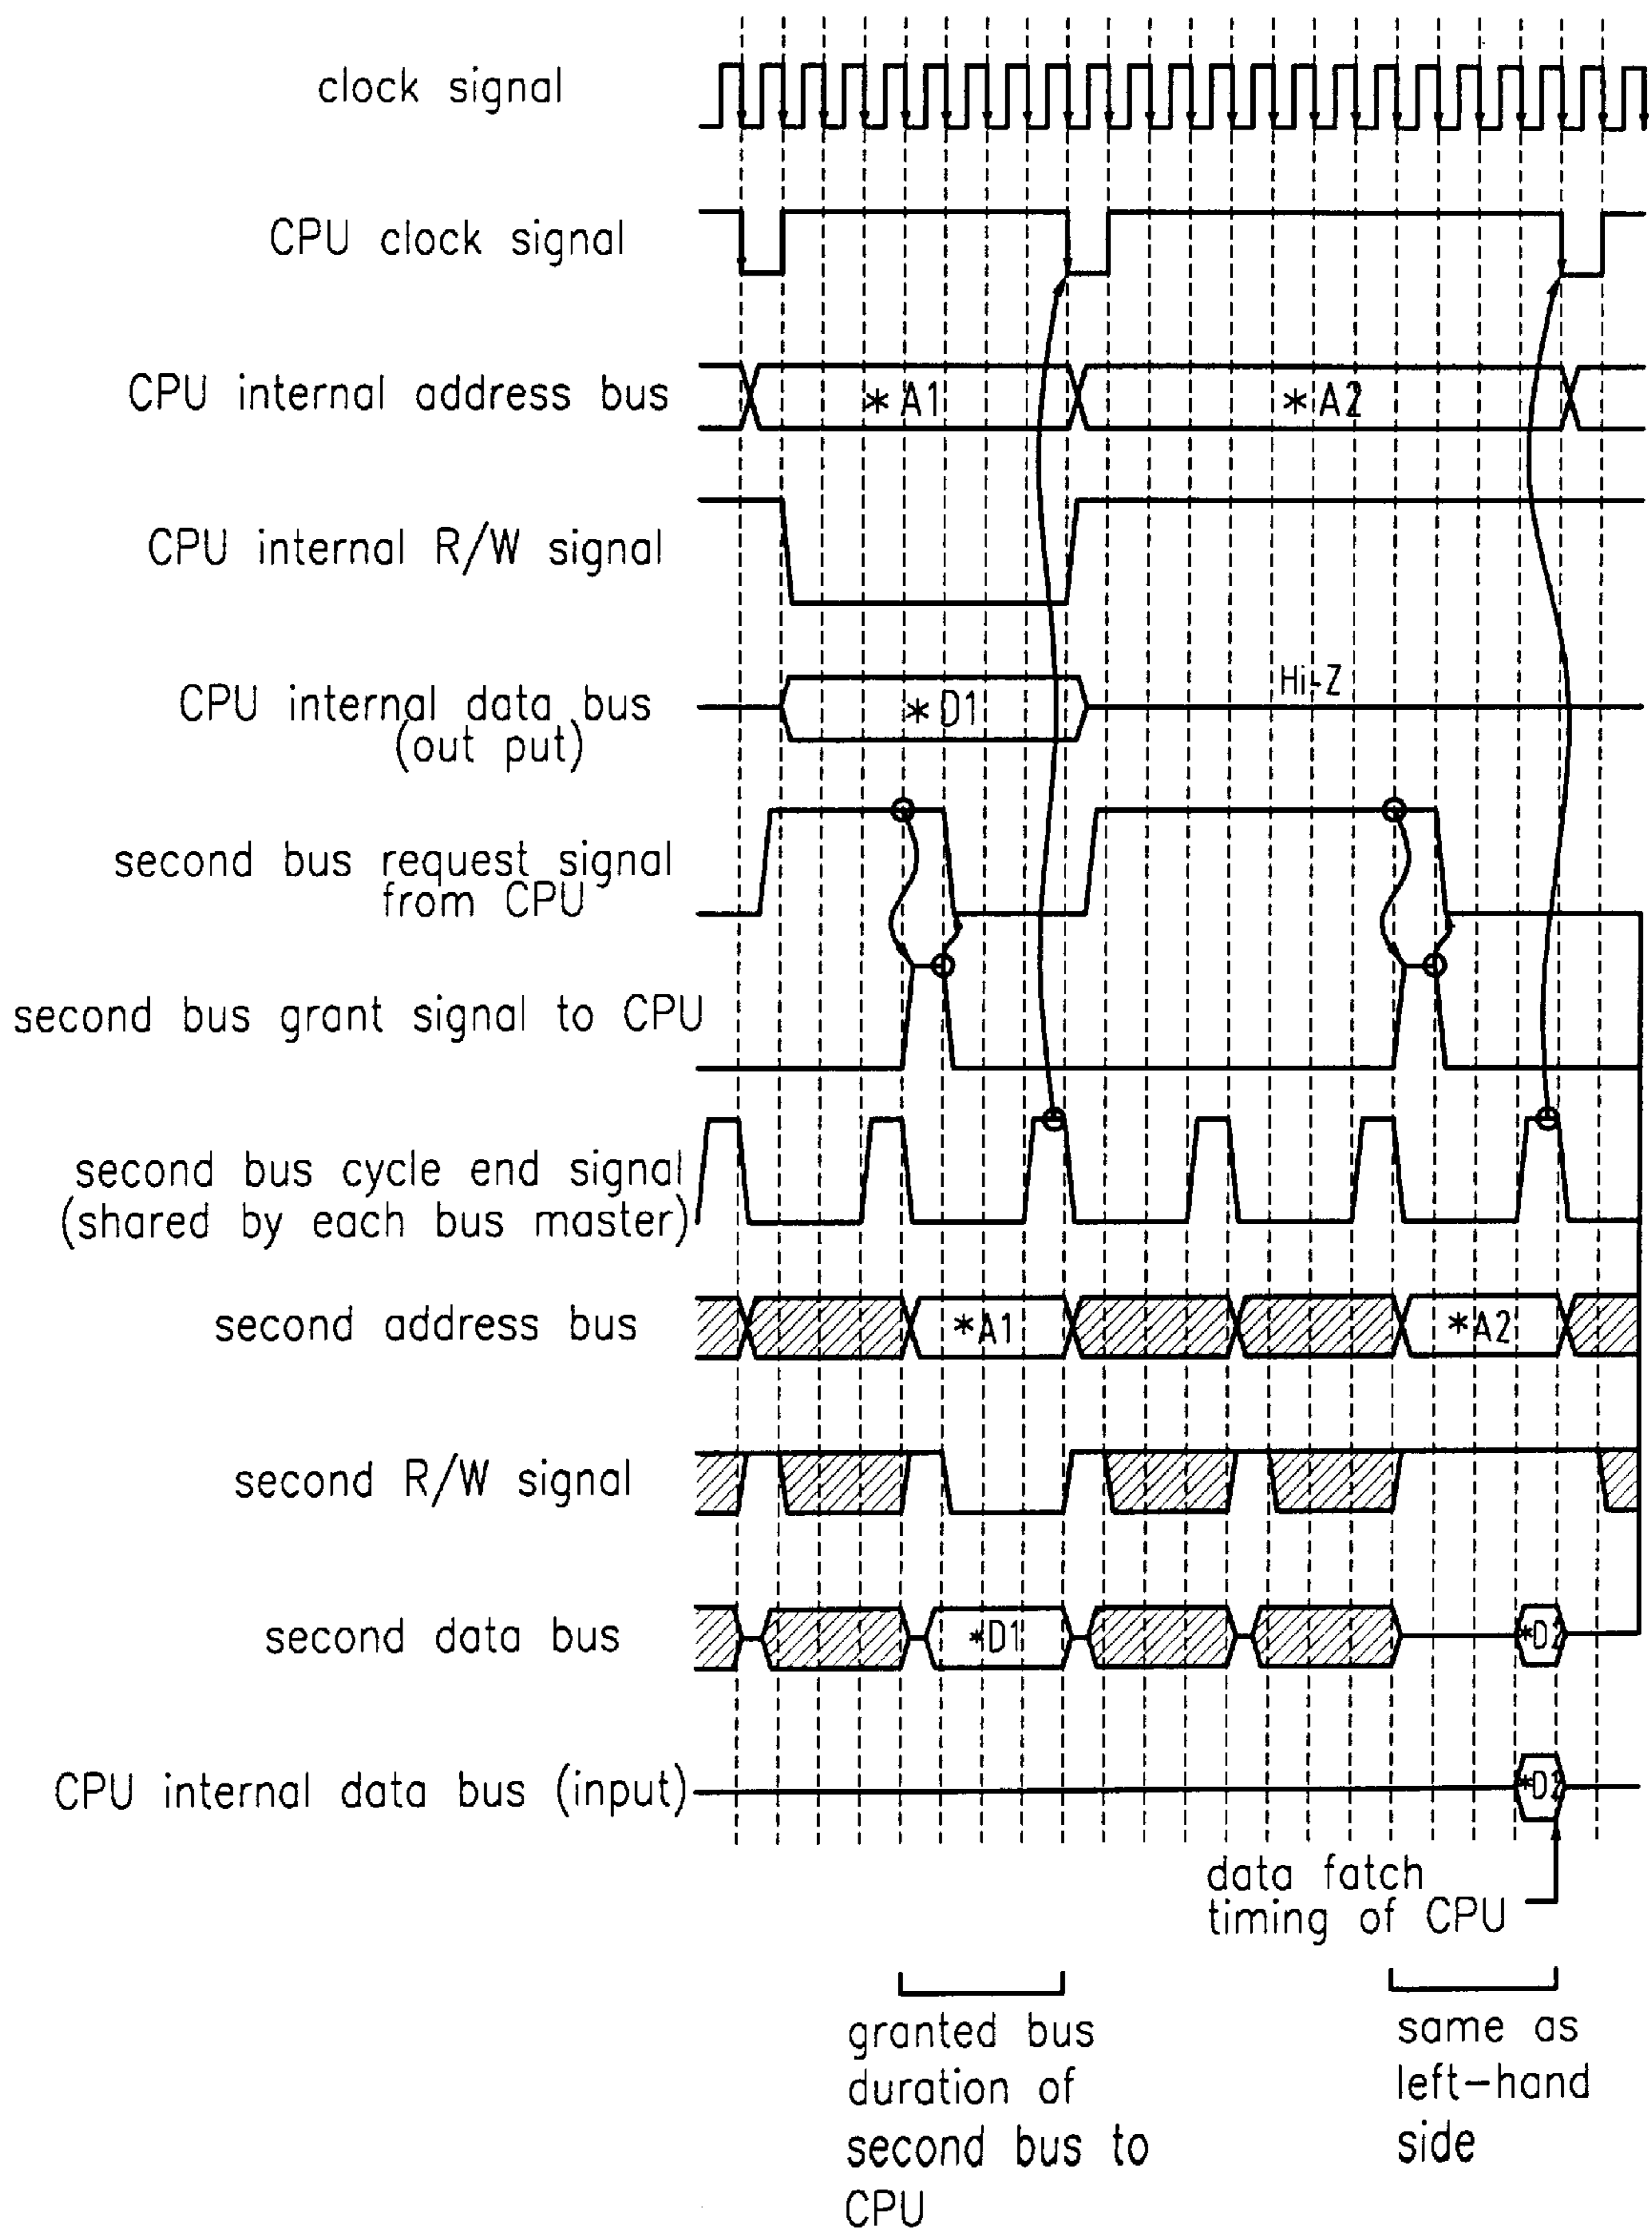 clock signal
CPU clock signal
CPU internal address bus
*A1
*A2
CPU internal R/W signal
CPU internal data bus
(out put)
*D1
Hi-Z
second bus request signal
from CPU
second bus grant signal to CPU
second bus cycle end signal
(shared by each bus master)
second address bus
*A1
*A2
second R/W signal
second data bus
*D1
*D2
CPU internal data bus (input)
*D2
data fatch
timing of CPU
granted bus
duration of
second bus to
CPU
same as
left-hand
side